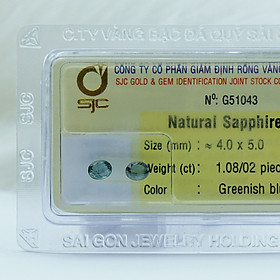 C.TY VÀNG BẠC ĐÁ QUÝ SÀI
CÔNG TY CỔ PHẦN GIÁM ĐỊNH RỒNG VÀNG
SJC GOLD & GEM IDENTIFICATION JOINT STOCK CO
SJC
Nº: G51043
Natural Sapphire
Size (mm) : ≈ 4.0 x 5.0
Weight (ct) : 1.08/02 piec
Color : Greenish blu
SJC
SJC
SAI GON JEWELRY HOLDING